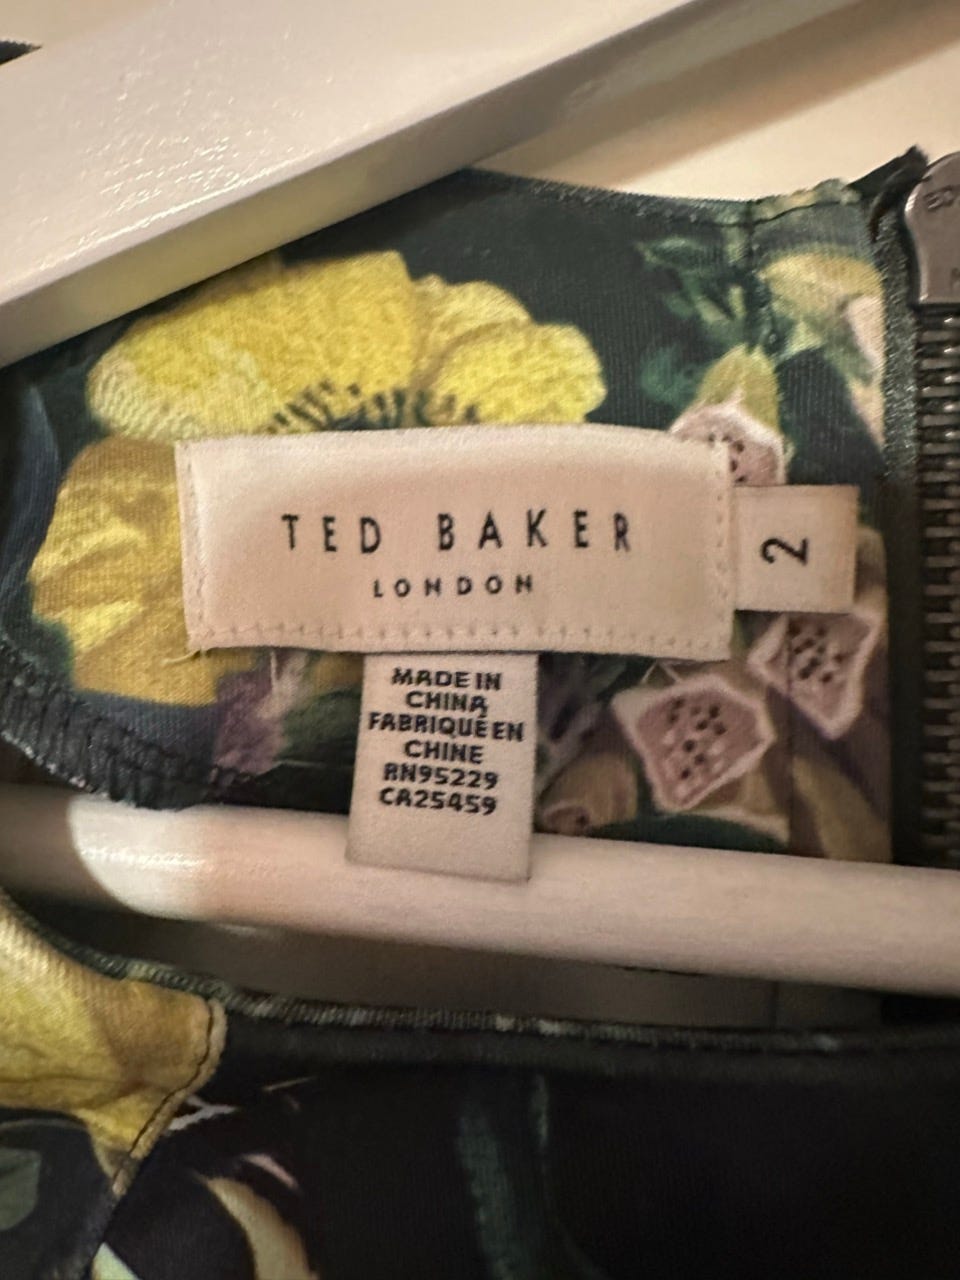 TED BAKER
LONDON
2
MADE IN
CHINA
FABRIQUÉ EN
CHINE
RN95229
CA25459